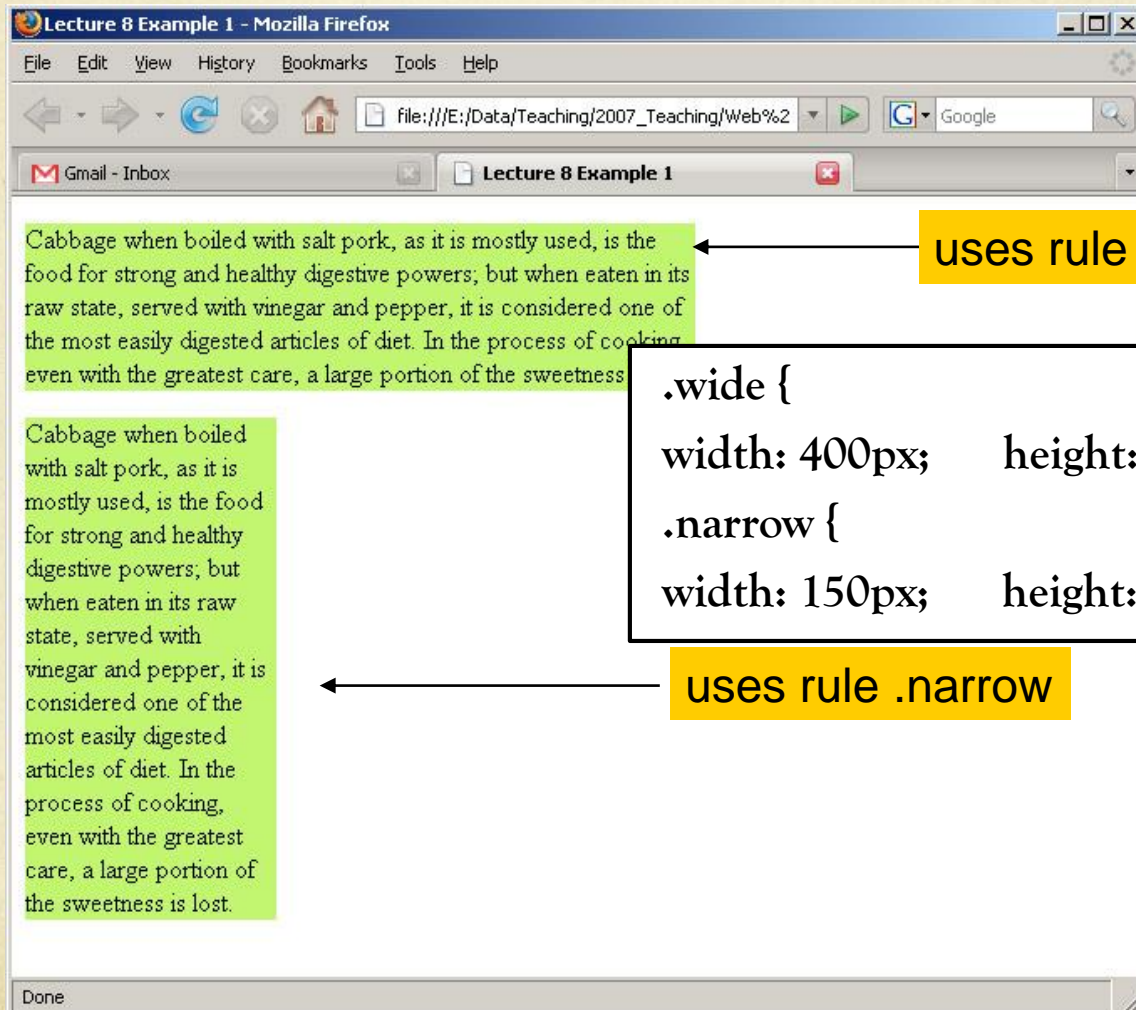 Lecture 8 Example 1 - Mozilla Firefox
File Edit View History Bookmarks Tools Help
file:///E:/Data/Teaching/2007_Teaching/Web%2
G Google
Gmail - Inbox
Lecture 8 Example 1
Cabbage when boiled with salt pork, as it is mostly used, is the
food for strong and healthy digestive powers; but when eaten in its
raw state, served with vinegar and pepper, it is considered one of
the most easily digested articles of diet. In the process of cooking
even with the greatest care, a large portion of the sweetness
uses rule
.wide {
width: 400px; height:
.narrow {
width: 150px; height:
Cabbage when boiled
with salt pork, as it is
mostly used, is the food
for strong and healthy
digestive powers; but
when eaten in its raw
state, served with
vinegar and pepper, it is
considered one of the
most easily digested
articles of diet. In the
process of cooking,
even with the greatest
care, a large portion of
the sweetness is lost.
uses rule .narrow
Done